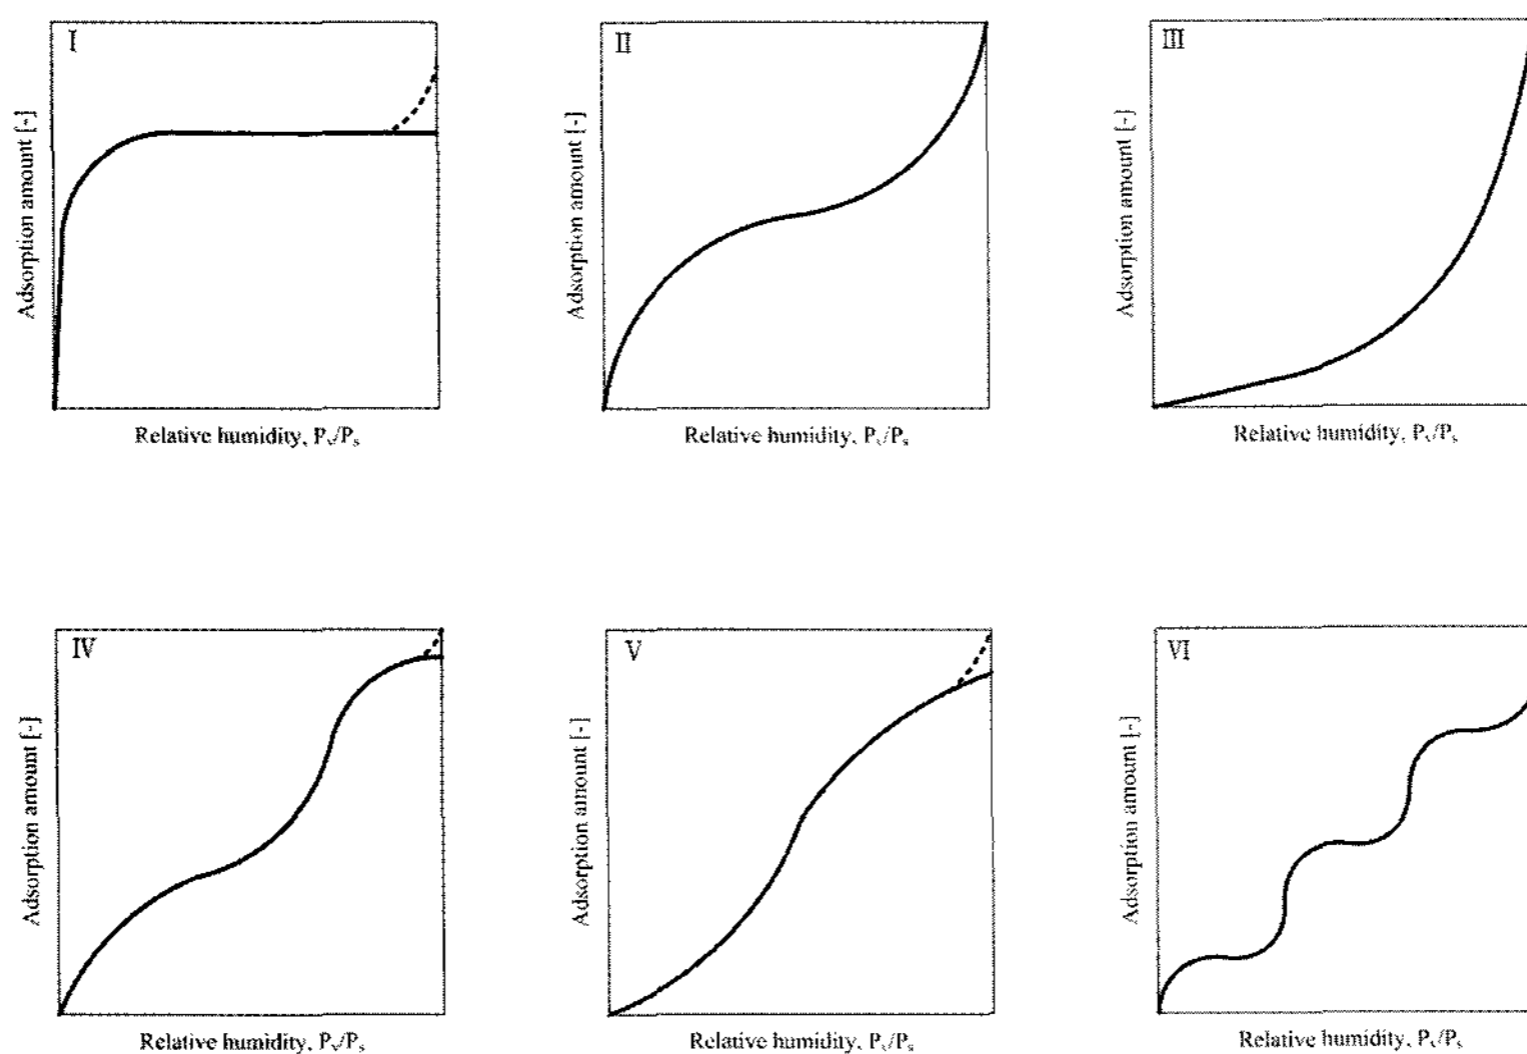 I
Adsorption amount [-]
Relative humidity, Pᵥ/Pₛ
II
Adsorption amount [-]
Relative humidity, Pᵥ/Pₛ
III
Adsorption amount [-]
Relative humidity, Pᵥ/Pₛ
IV
Adsorption amount [-]
Relative humidity, Pᵥ/Pₛ
V
Adsorption amount [-]
Relative humidity, Pᵥ/Pₛ
VI
Adsorption amount [-]
Relative humidity, Pᵥ/Pₛ